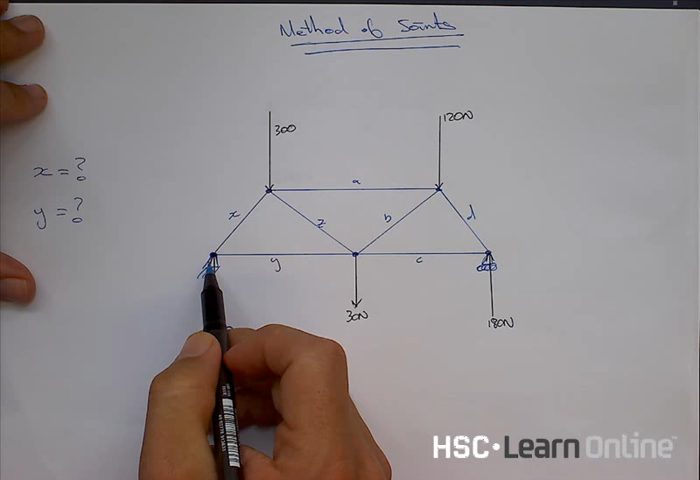 Method of Joints
300
120N
a
x = ?
x
z
b
d
y = ?
y
c
30N
180N
HSC • Learn Online